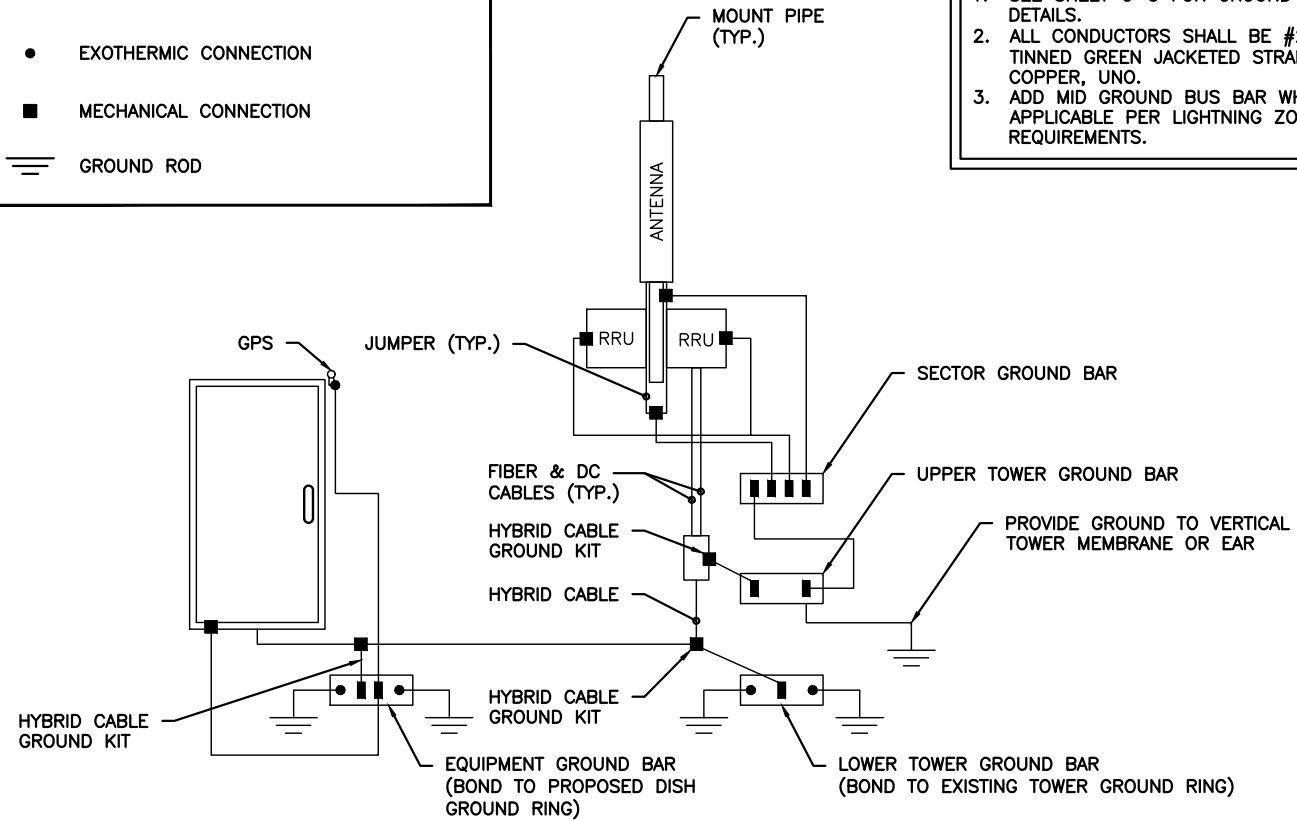 EXOTHERMIC CONNECTION
MECHANICAL CONNECTION
GROUND ROD
DETAILS.
2. ALL CONDUCTORS SHALL BE
TINNED GREEN JACKETED
COPPER, UNO.
3. ADD MID GROUND BUS BAR
APPLICABLE PER LIGHTNING
REQUIREMENTS.
MOUNT PIPE
(TYP.)
ANTENNA
RRU
RRU
GPS
JUMPER (TYP.)
SECTOR GROUND BAR
FIBER & DC
CABLES (TYP.)
UPPER TOWER GROUND BAR
HYBRID CABLE
GROUND KIT
PROVIDE GROUND TO VERTICAL
TOWER MEMBRANE OR EAR
HYBRID CABLE
HYBRID CABLE
GROUND KIT
HYBRID CABLE
GROUND KIT
EQUIPMENT GROUND BAR
(BOND TO PROPOSED DISH
GROUND RING)
LOWER TOWER GROUND BAR
(BOND TO EXISTING TOWER GROUND RING)